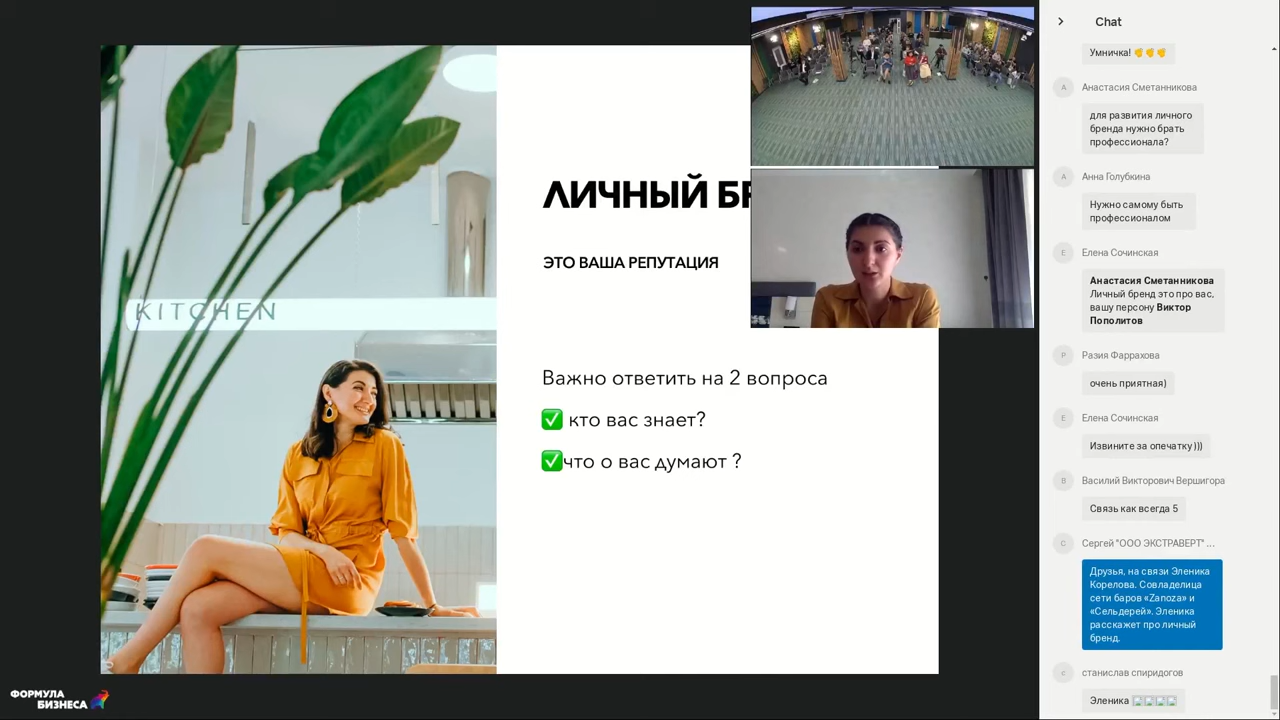 KITCHEN
ЛИЧНЫЙ
ЭТО ВАША РЕПУТАЦИЯ
Важно ответить на 2 вопроса
✅ кто вас знает?
✅что о вас думают ?
ФОРМУЛА
БИЗНЕСА
Chat
Умничка! 👏👏👏
А
Анастасия Сметанникова
для развития личного
бренда нужно брать
профессионала?
А
Анна Голубкина
Нужно самому быть
профессионалом
Е
Елена Сочинская
Анастасия Сметанникова
Личный бренд это про вас,
вашу персону Виктор
Пополитов
Р
Разия Фаррахова
очень приятная)
Е
Елена Сочинская
Извините за опечатку )))
В
Василий Викторович Вершигора
Связь как всегда 5
С
Сергей "ООО ЭКСТРАВЕРТ" ...
Друзья, на связи Эленика
Корелова. Совладелица
сети баров «Zanoza» и
«Сельдерей». Эленика
расскажет про личный
бренд.
с
станислав спиридогов
Эленика